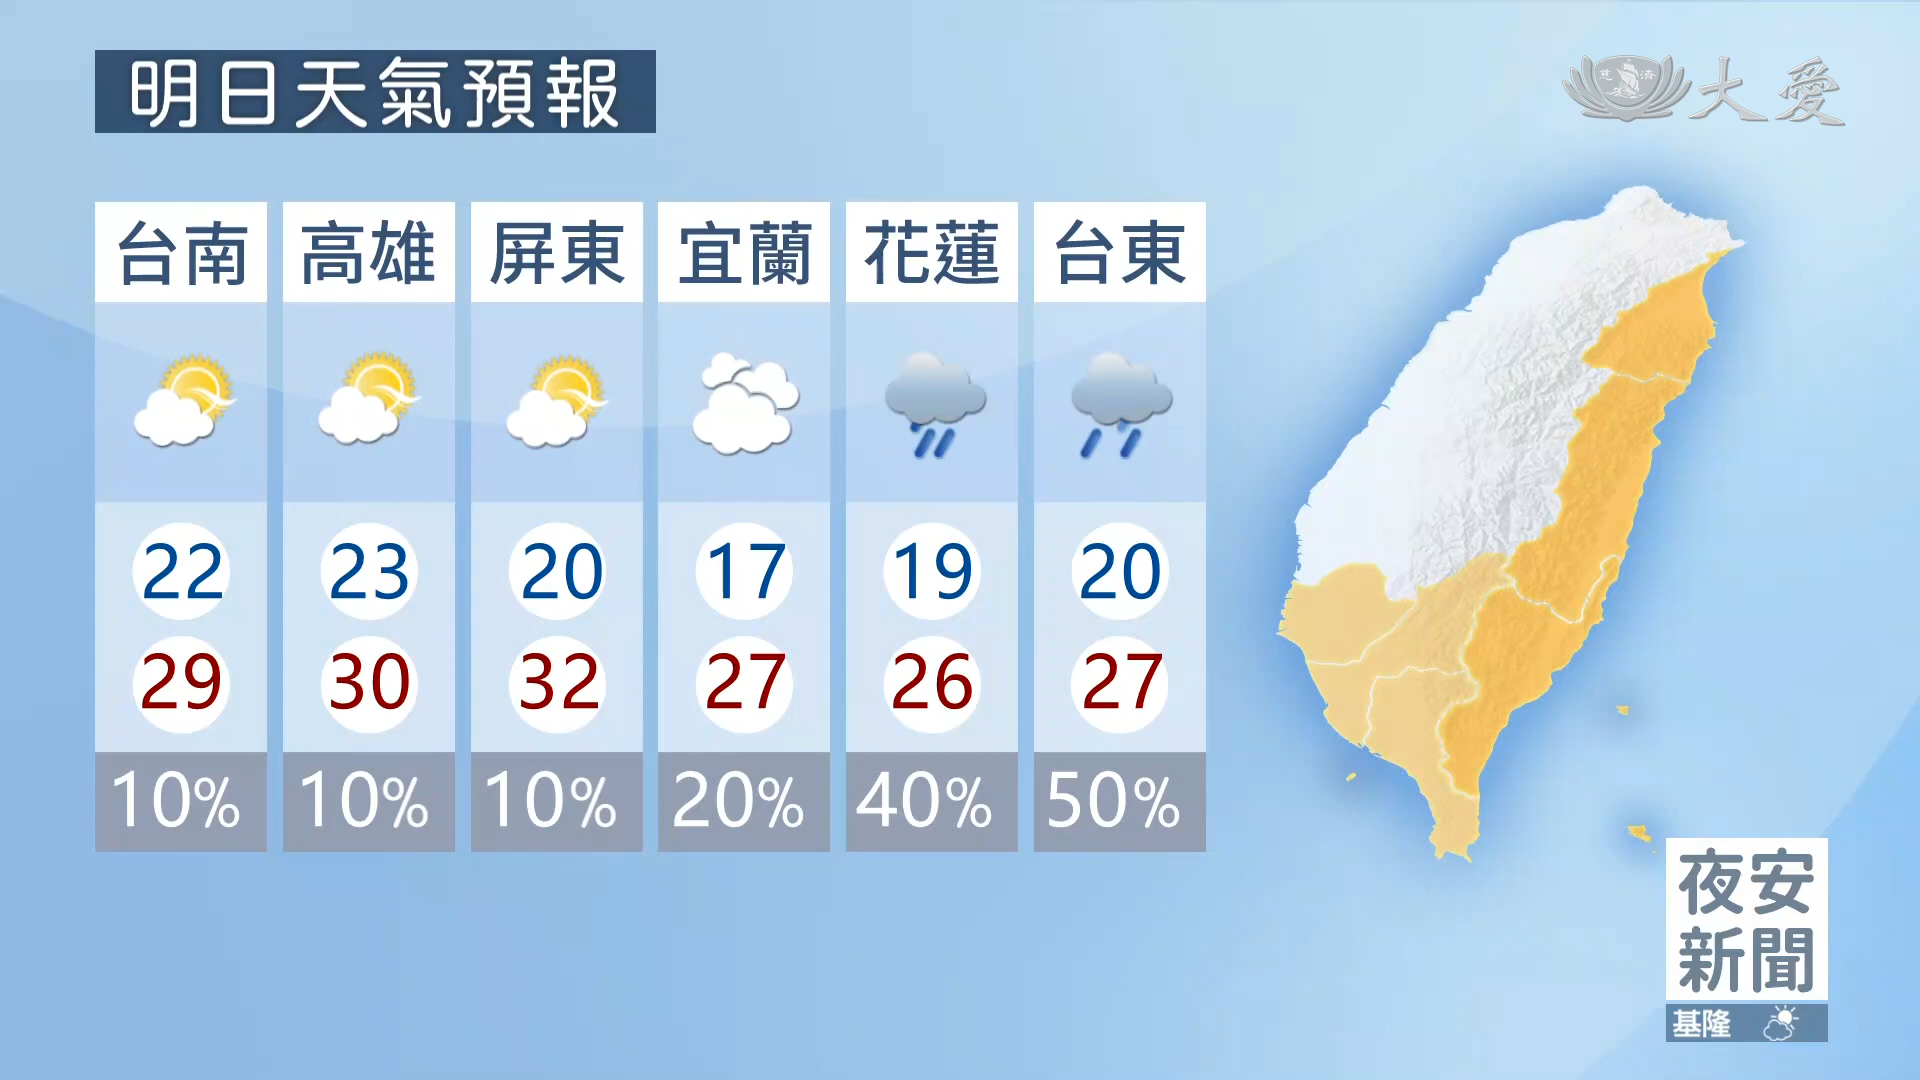 明日天氣預報
慈濟
大愛
台南 高雄 屏東 宜蘭 花蓮 台東
22 23 20 17 19 20
29 30 32 27 26 27
10% 10% 10% 20% 40% 50%
夜安
新聞
基隆